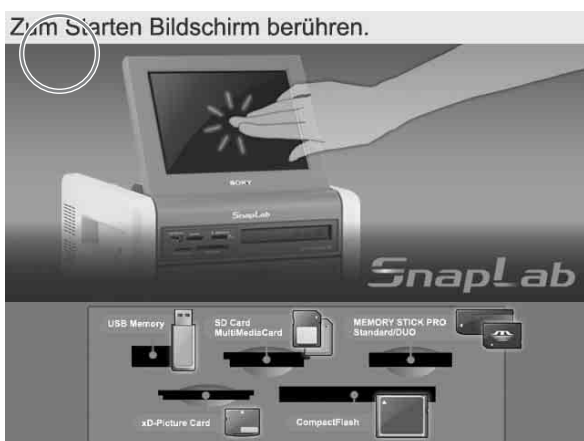 Zum Starten Bildschirm berühren.
SONY
SnapLab
SnapLab
USB Memory
SD Card
MultiMediaCard
MEMORY STICK PRO
Standard/DUO
xD-Picture Card
CompactFlash